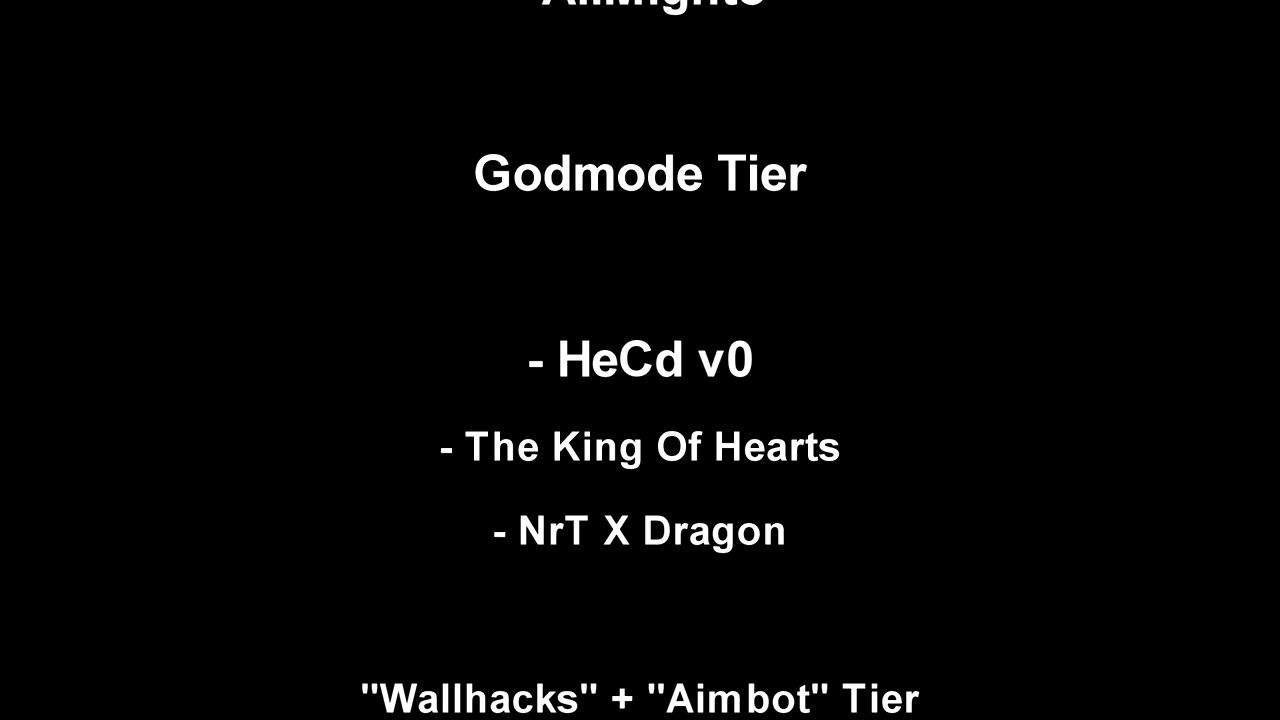 Godmode Tier
- HeCd v0
- The King Of Hearts
- NrT X Dragon
"Wallhacks" + "Aimbot" Tier